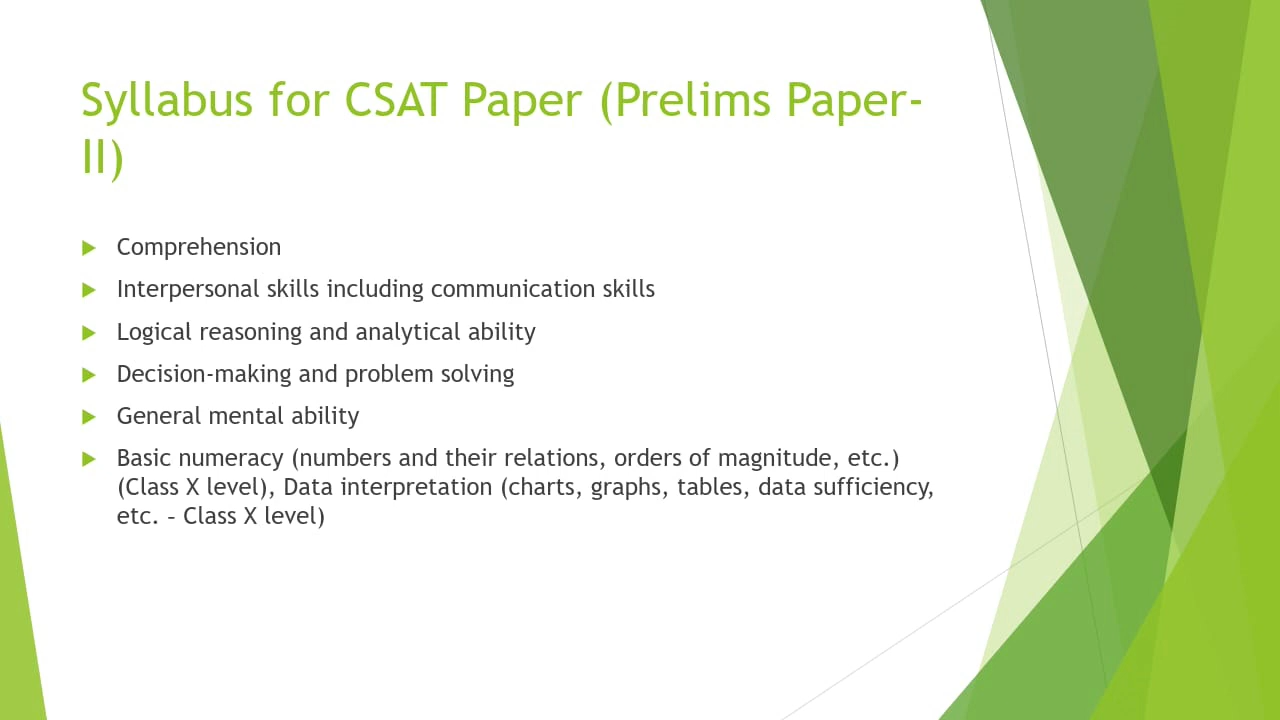 Syllabus for CSAT Paper (Prelims Paper-
II)
Comprehension
Interpersonal skills including communication skills
Logical reasoning and analytical ability
Decision-making and problem solving
General mental ability
Basic numeracy (numbers and their relations, orders of magnitude, etc.)
(Class X level), Data interpretation (charts, graphs, tables, data sufficiency,
etc. – Class X level)